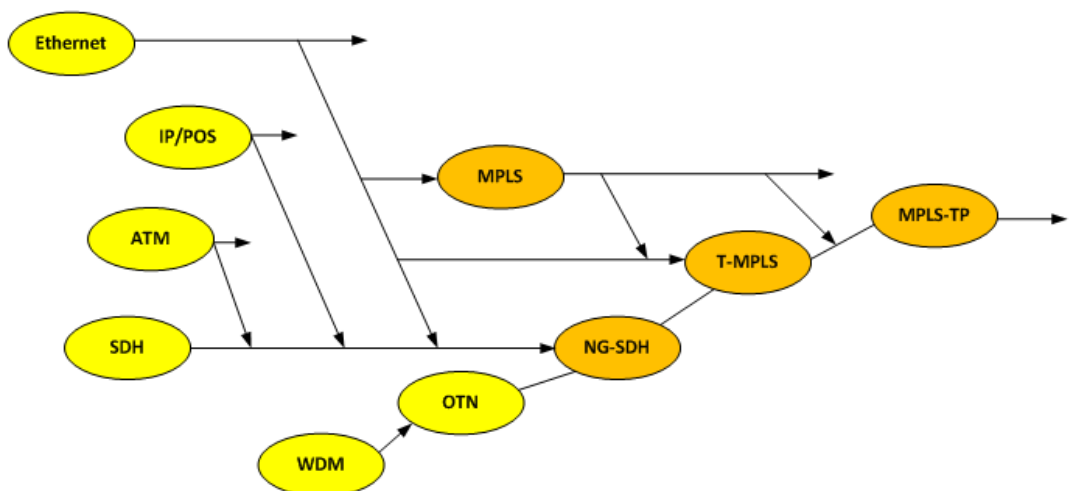 Ethernet
IP/POS
MPLS
MPLS-TP
ATM
T-MPLS
SDH
NG-SDH
OTN
WDM